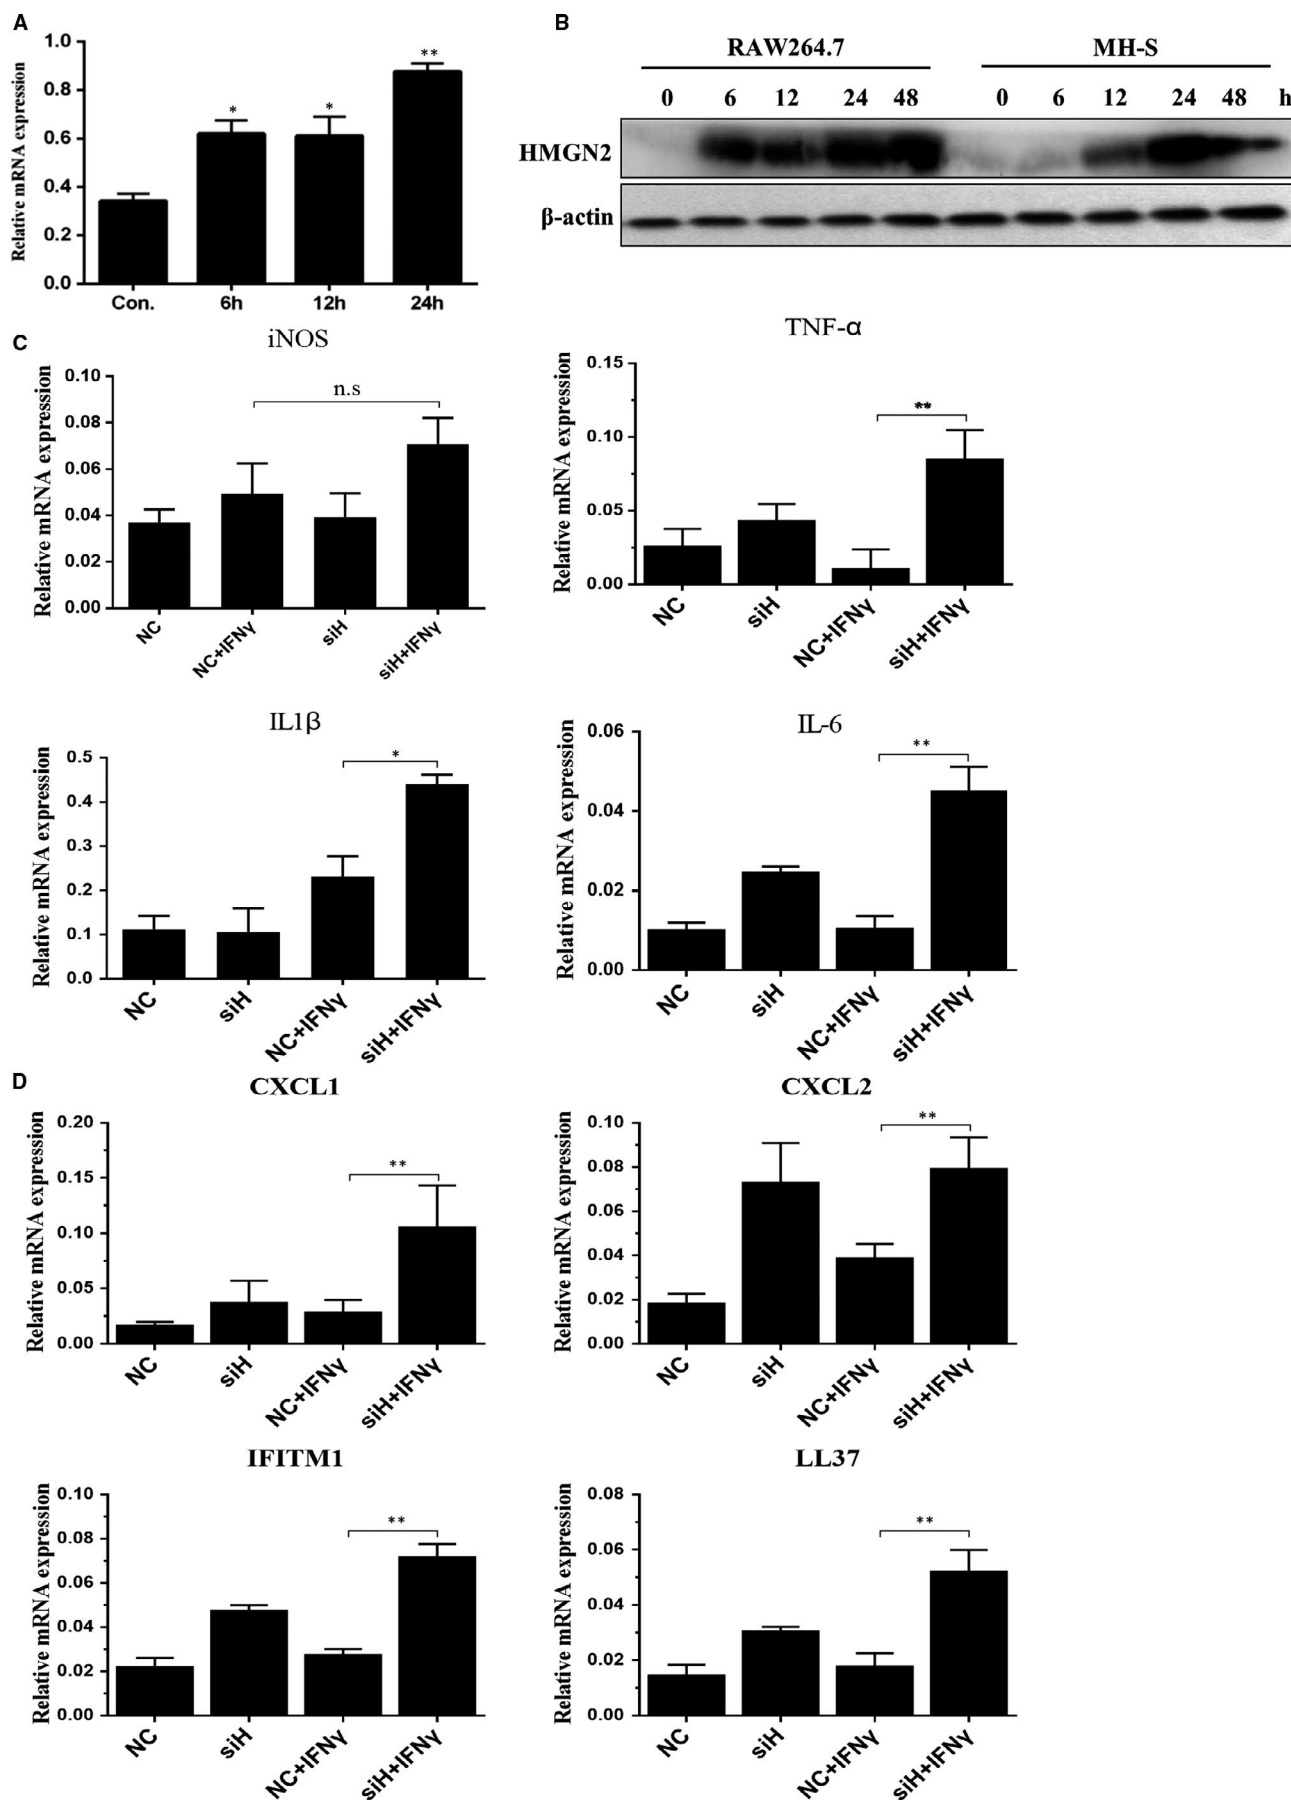 A
Relative mRNA expression
1.0
0.8
0.6
0.4
0.2
0.0
* * **
Con. 6h 12h 24h
B
RAW264.7 MH-S
0 6 12 24 48 0 6 12 24 48 h
HMGN2
β-actin
C
iNOS
Relative mRNA expression
0.10
0.08
0.06
0.04
0.02
0.00
n.s
NC NC+IFNγ siH siH+IFNγ
TNF-α
Relative mRNA expression
0.15
0.10
0.05
0.00
**
NC siH NC+IFNγ siH+IFNγ
IL1β
Relative mRNA expression
0.5
0.4
0.3
0.2
0.1
0.0
*
NC siH NC+IFNγ siH+IFNγ
IL-6
Relative mRNA expression
0.06
0.04
0.02
0.00
**
NC siH NC+IFNγ siH+IFNγ
D
CXCL1
Relative mRNA expression
0.20
0.15
0.10
0.05
0.00
**
NC siH NC+IFNγ siH+IFNγ
CXCL2
Relative mRNA expression
0.10
0.08
0.06
0.04
0.02
0.00
**
NC siH NC+IFNγ siH+IFNγ
IFITM1
Relative mRNA expression
0.10
0.08
0.06
0.04
0.02
0.00
**
NC siH NC+IFNγ siH+IFNγ
LL37
Relative mRNA expression
0.08
0.06
0.04
0.02
0.00
**
NC siH NC+IFNγ siH+IFNγ